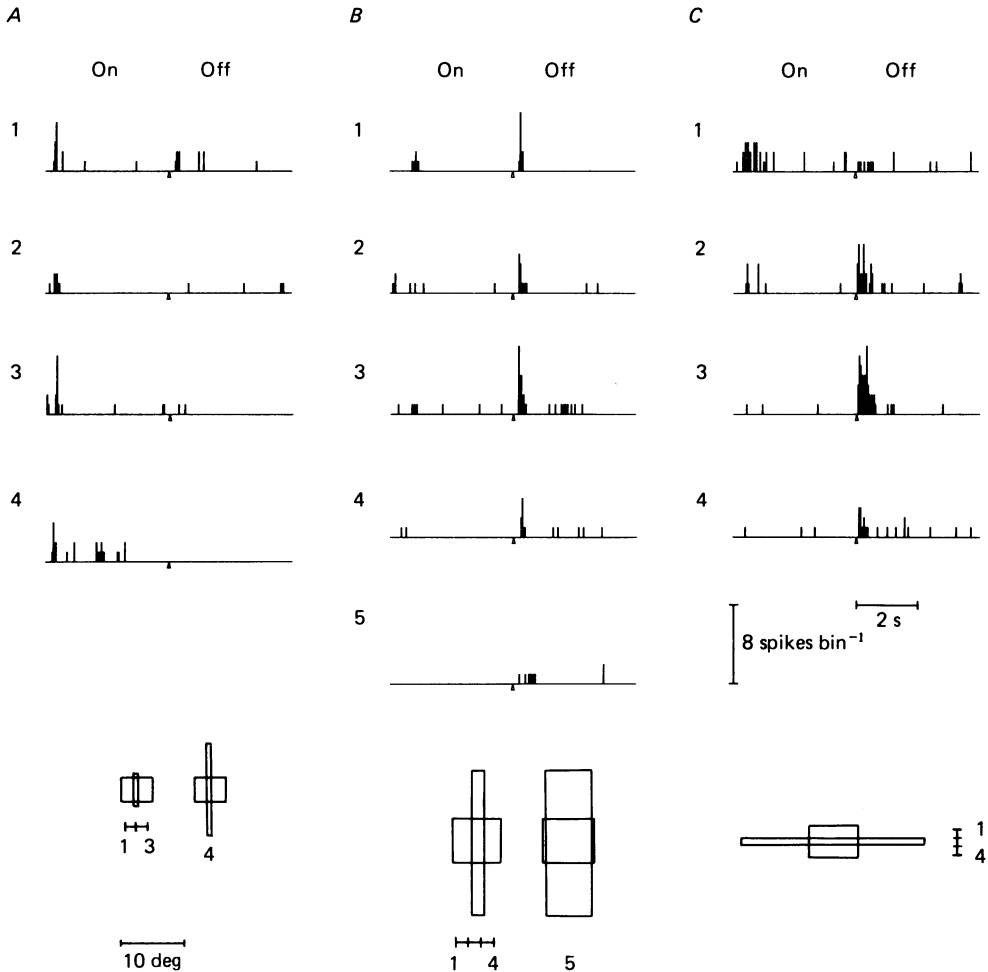 A B C
On Off On Off On Off
1 1 1
2 2 2
3 3 3
4 4 4
5
2 s
8 spikes bin⁻¹
1 3 4
1
4
10 deg
1 4 5